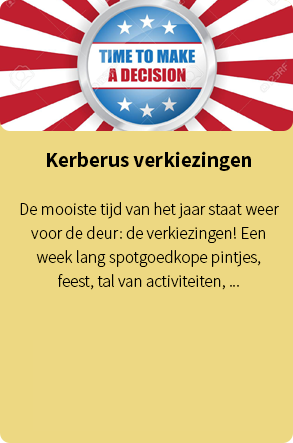 TIME TO MAKE
A DECISION
Kerberus verkiezingen
De mooiste tijd van het jaar staat weer
voor de deur: de verkiezingen! Een
week lang spotgoedkope pintjes,
feest, tal van activiteiten, ...